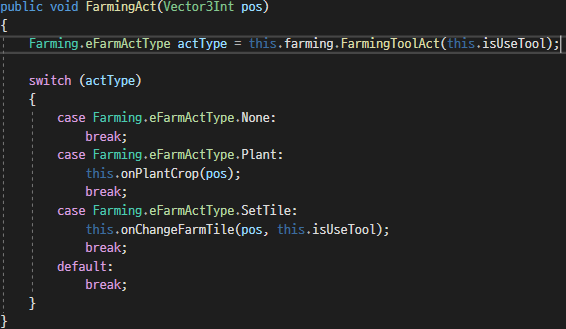 public void FarmingAct(Vector3Int pos)
{
    Farming.eFarmActType actType = this.farming.FarmingToolAct(this.isUseTool);

    switch (actType)
    {
        case Farming.eFarmActType.None:
            break;
        case Farming.eFarmActType.Plant:
            this.onPlantCrop(pos);
            break;
        case Farming.eFarmActType.SetTile:
            this.onChangeFarmTile(pos, this.isUseTool);
            break;
        default:
            break;
    }
}